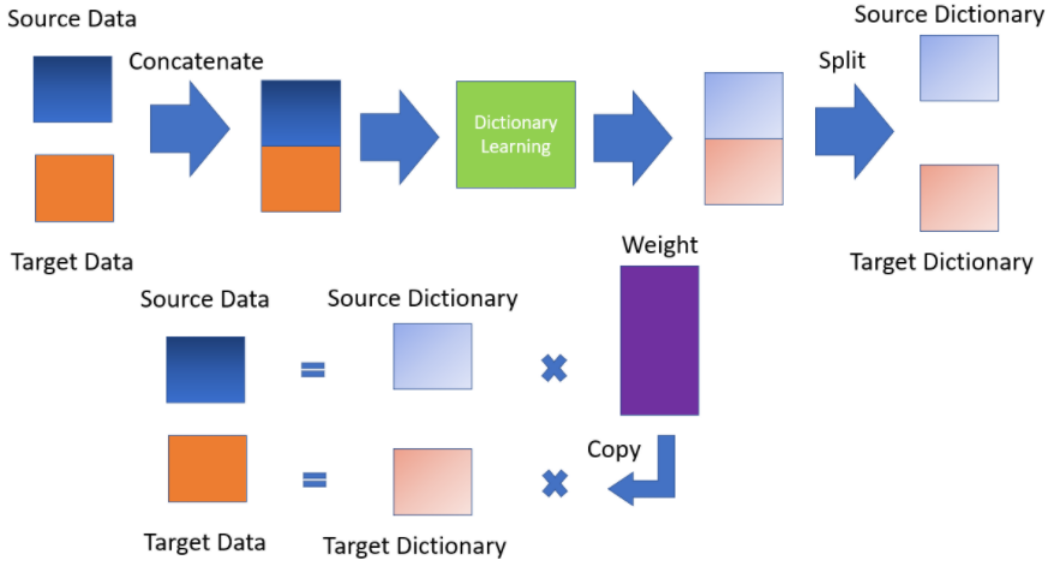 Source Data
Concatenate
Target Data
Dictionary
Learning
Split
Source Dictionary
Target Dictionary
Weight
Source Data
Source Dictionary
Copy
Target Data
Target Dictionary